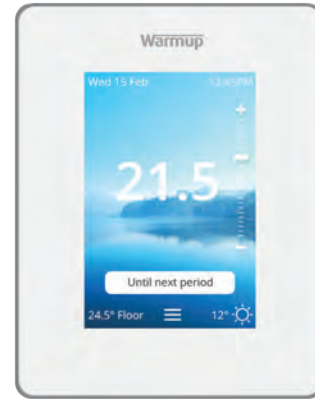 Warmup
Wed 15 Feb 12:45PM
21.5
Until next period
24.5° Floor 12°